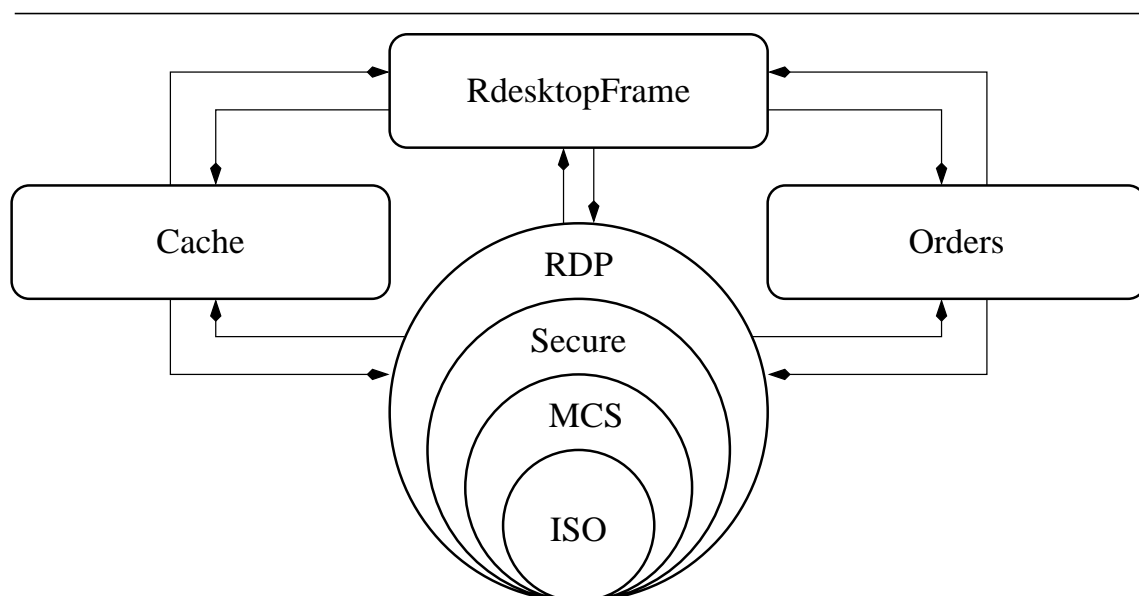 RdesktopFrame
Cache
Orders
RDP
Secure
MCS
ISO